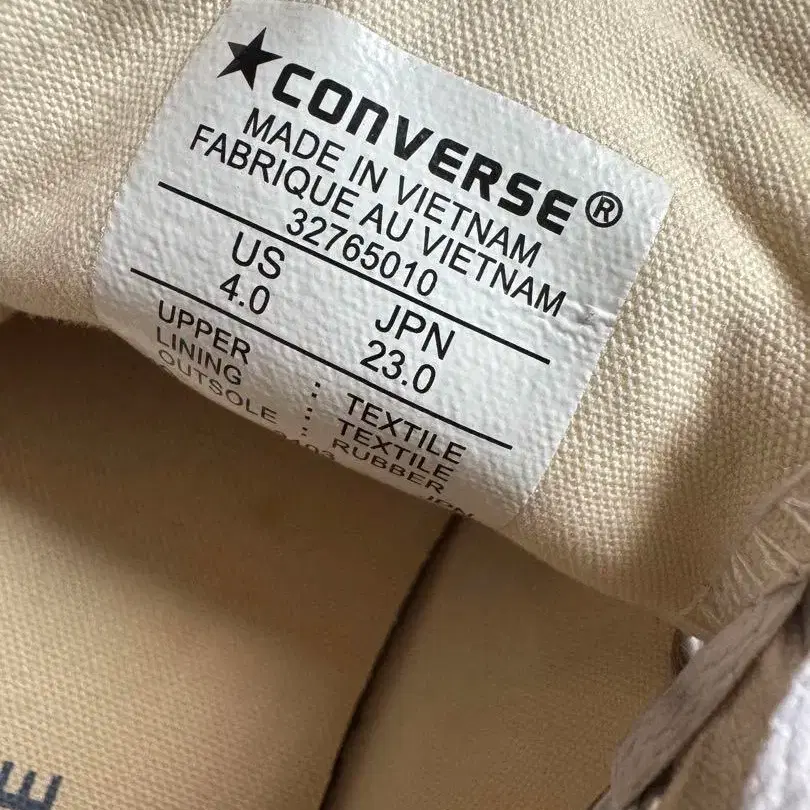 ★CONVERSE®
MADE IN VIETNAM
FABRIQUE AU VIETNAM
32765010
US JPN
4.0 23.0
UPPER : TEXTILE
LINING : TEXTILE
OUTSOLE : RUBBER
JPN